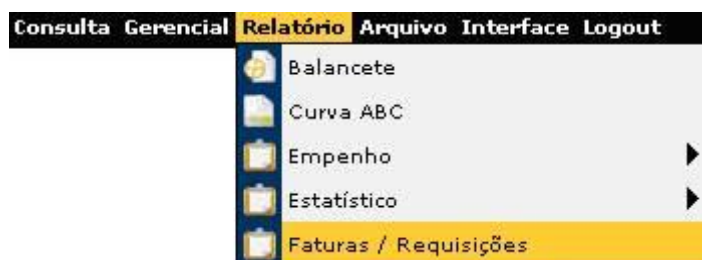 Consulta Gerencial Relatório Arquivo Interface Logout
Balancete
Curva ABC
Empenho
Estatístico
Faturas / Requisições